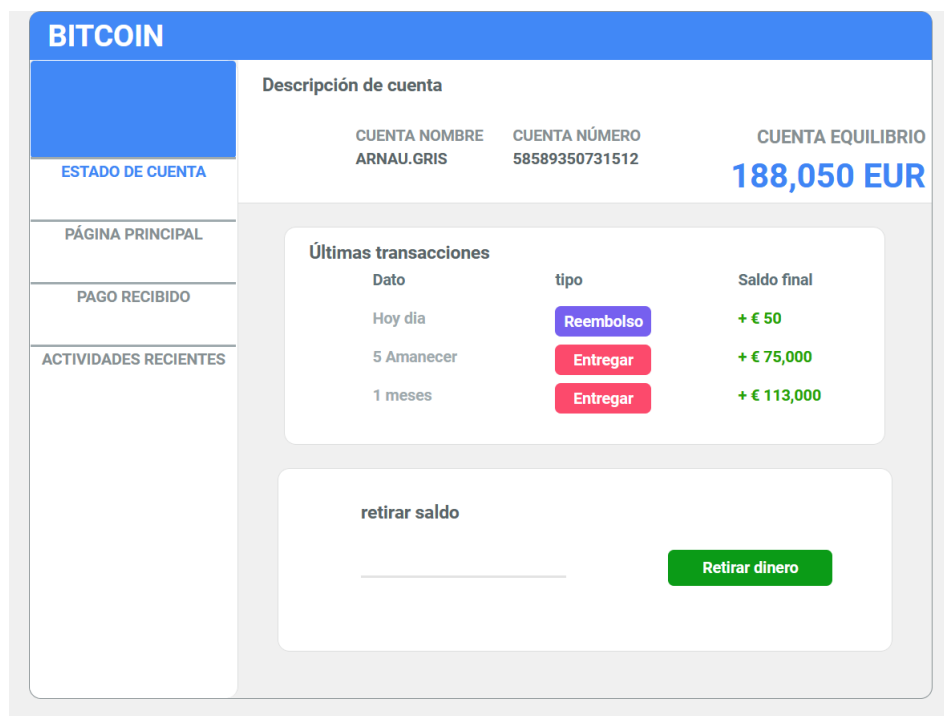 BITCOIN
Descripción de cuenta
CUENTA NOMBRE CUENTA NÚMERO CUENTA EQUILIBRIO
ARNAU.GRIS 58589350731512 188,050 EUR
ESTADO DE CUENTA
PÁGINA PRINCIPAL
PAGO RECIBIDO
ACTIVIDADES RECIENTES
Últimas transacciones
Dato tipo Saldo final
Hoy dia Reembolso + € 50
5 Amanecer Entregar + € 75,000
1 meses Entregar + € 113,000
retirar saldo
Retirar dinero